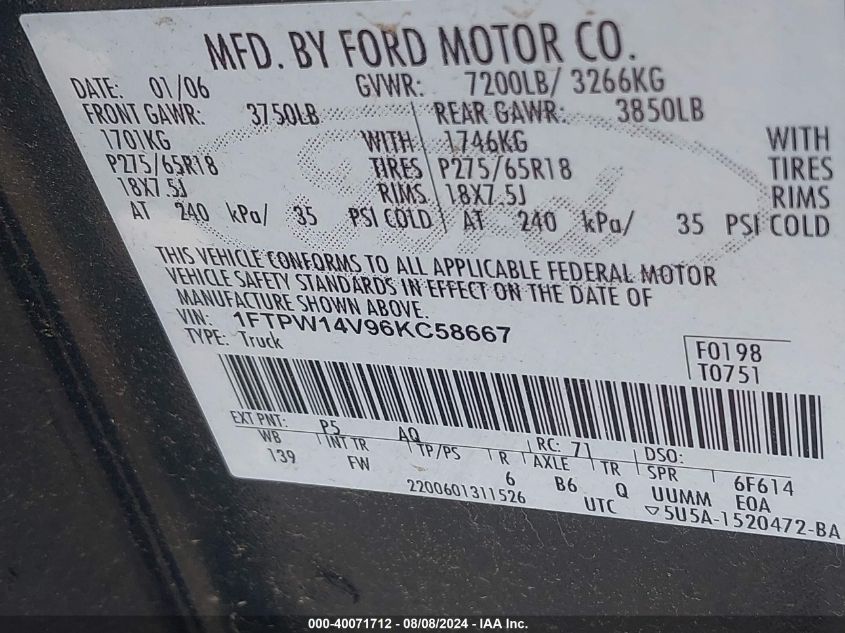 MFD. BY FORD MOTOR CO.
DATE: 01/06 GVWR: 7200LB/ 3266KG
FRONT GAWR: 3750LB REAR GAWR: 3850LB
1701KG WITH 1746KG WITH
P275/65R18 TIRES P275/65R18 TIRES
18X7.5J RIMS 18X7.5J RIMS
AT 240 kPa/ 35 PSI COLD AT 240 kPa/ 35 PSI COLD
Ford
THIS VEHICLE CONFORMS TO ALL APPLICABLE FEDERAL MOTOR
VEHICLE SAFETY STANDARDS IN EFFECT ON THE DATE OF
MANUFACTURE SHOWN ABOVE.
VIN: 1FTPW14V96KC58667
TYPE: Truck
F0198
T0751
EXT PNT: P5 AQ RC: 71 DSO:
WB INT TR TP/PS R AXLE TR SPR 6F614
139 FW 6 B6 Q UUMM E0A
2200601311526 UTC ▽5U5A-1520472-BA
000-40071712 - 08/08/2024 - IAA Inc.